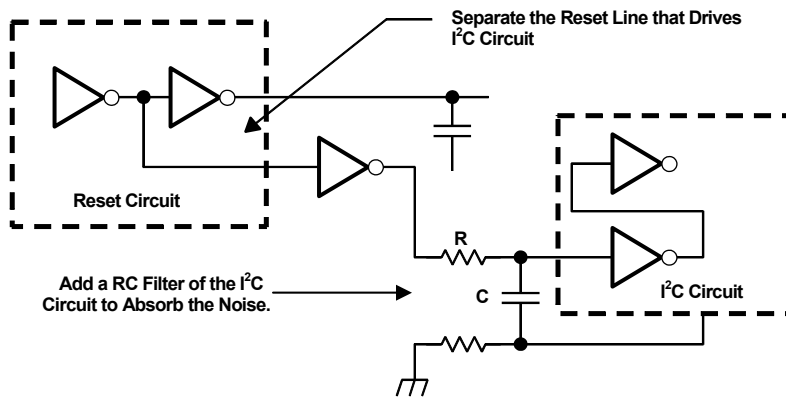 Separate the Reset Line that Drives
I²C Circuit
Reset Circuit
R
Add a RC Filter of the I²C
Circuit to Absorb the Noise.
C
I²C Circuit